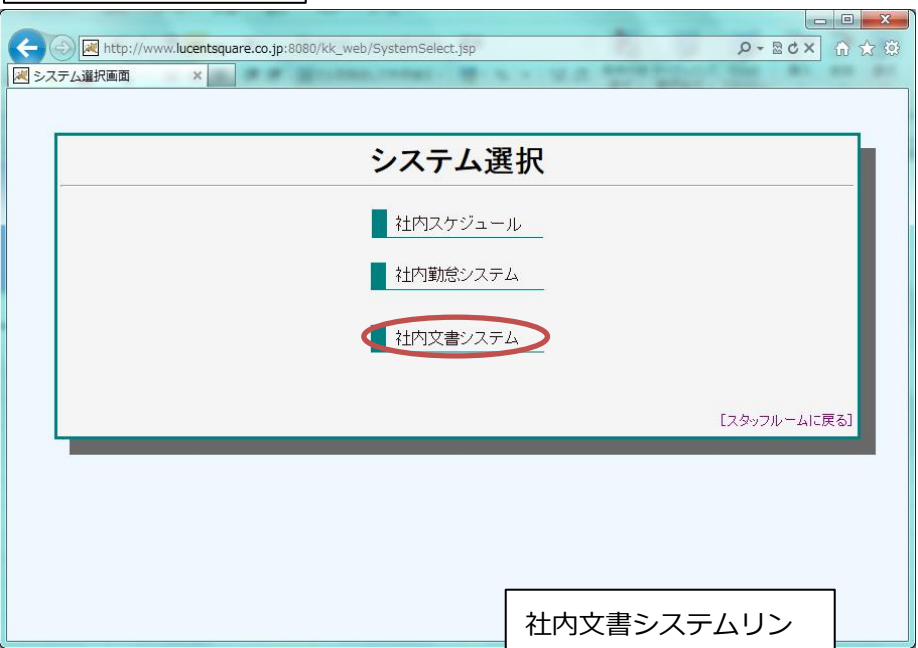 http://www.lucentsquare.co.jp:8080/kk_web/SystemSelect.jsp
システム選択画面
システム選択
社内スケジュール
社内勤怠システム
社内文書システム
[スタッフルームに戻る]
社内文書システムリン